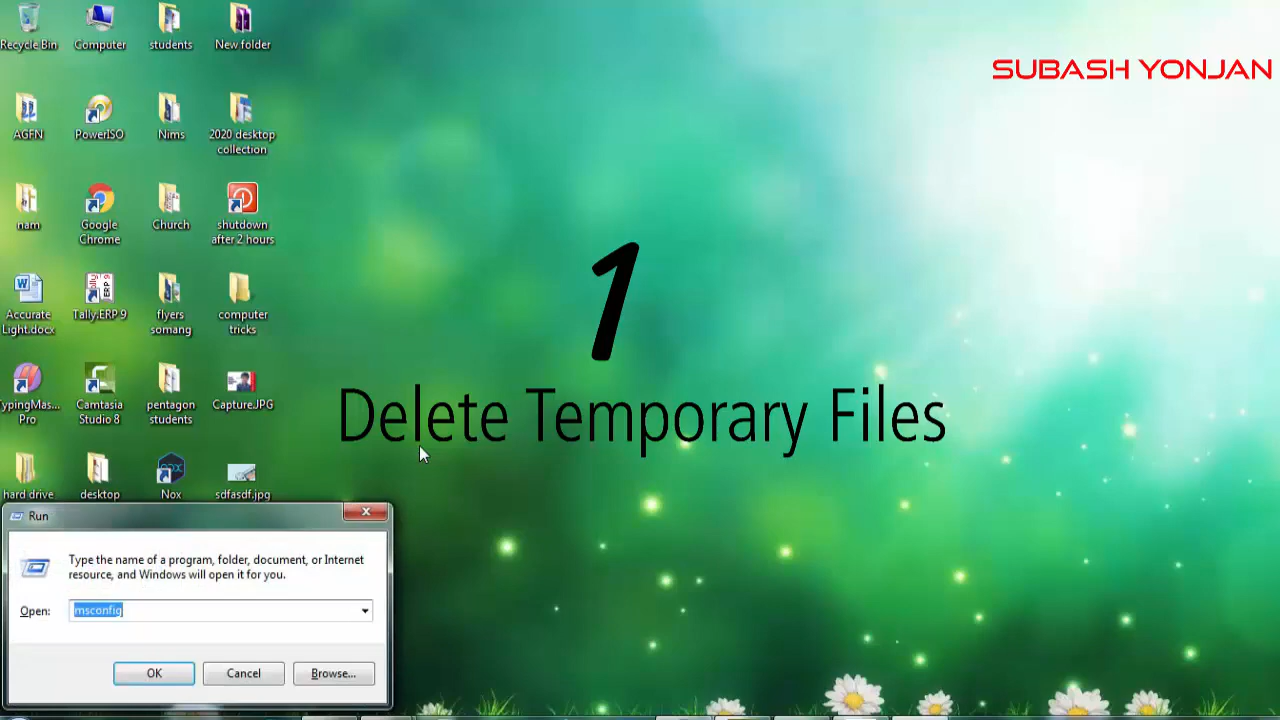 Recycle Bin
Computer
students
New folder
SUBASH YONJAN
AGFN
PowerISO
Nims
2020 desktop
collection
nam
Google
Chrome
Church
shutdown
after 2 hours
1
Accurate
Light.docx
Tally.ERP 9
flyers
somang
computer
tricks
Delete Temporary Files
TypingMas...
Pro
Camtasia
Studio 8
pentagon
students
Capture.JPG
hard drive
desktop
Nox
sdfasdf.jpg
Run
Type the name of a program, folder, document, or Internet
resource, and Windows will open it for you.
Open:
msconfig
OK
Cancel
Browse...